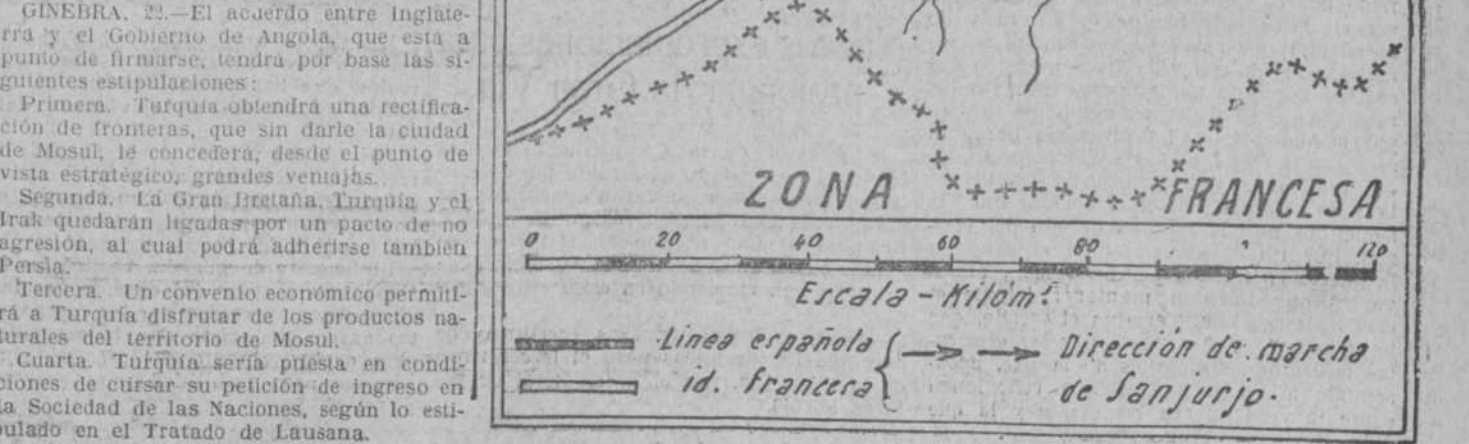 GINEBRA, 22.—El acuerdo entre Inglate-
rra y el Gobierno de Angola, que está a
punto de firmarse, tendrá por base las si-
guientes estipulaciones:
Primera. Turquía obtendrá una rectifica-
ción de fronteras, que sin darle la ciudad
de Mosul, le concederá, desde el punto de
vista estratégico, grandes ventajas.
Segunda. La Gran Bretaña, Turquía y el
Irak quedarán ligadas por un pacto de no
agresión, al cual podrá adherirse también
Persia.
Tercera. Un convenio económico permiti-
rá a Turquía disfrutar de los productos na-
turales del territorio de Mosul.
Cuarta. Turquía sería puesta en condi-
ciones de cursar su petición de ingreso en
la Sociedad de las Naciones, según lo esti-
pulado en el Tratado de Lausana.
ZONA FRANCESA
0 20 40 60 80 120
Escala - Kilóm.s
Linea española
id. francesa
Dirección de marcha
de Sanjurjo.